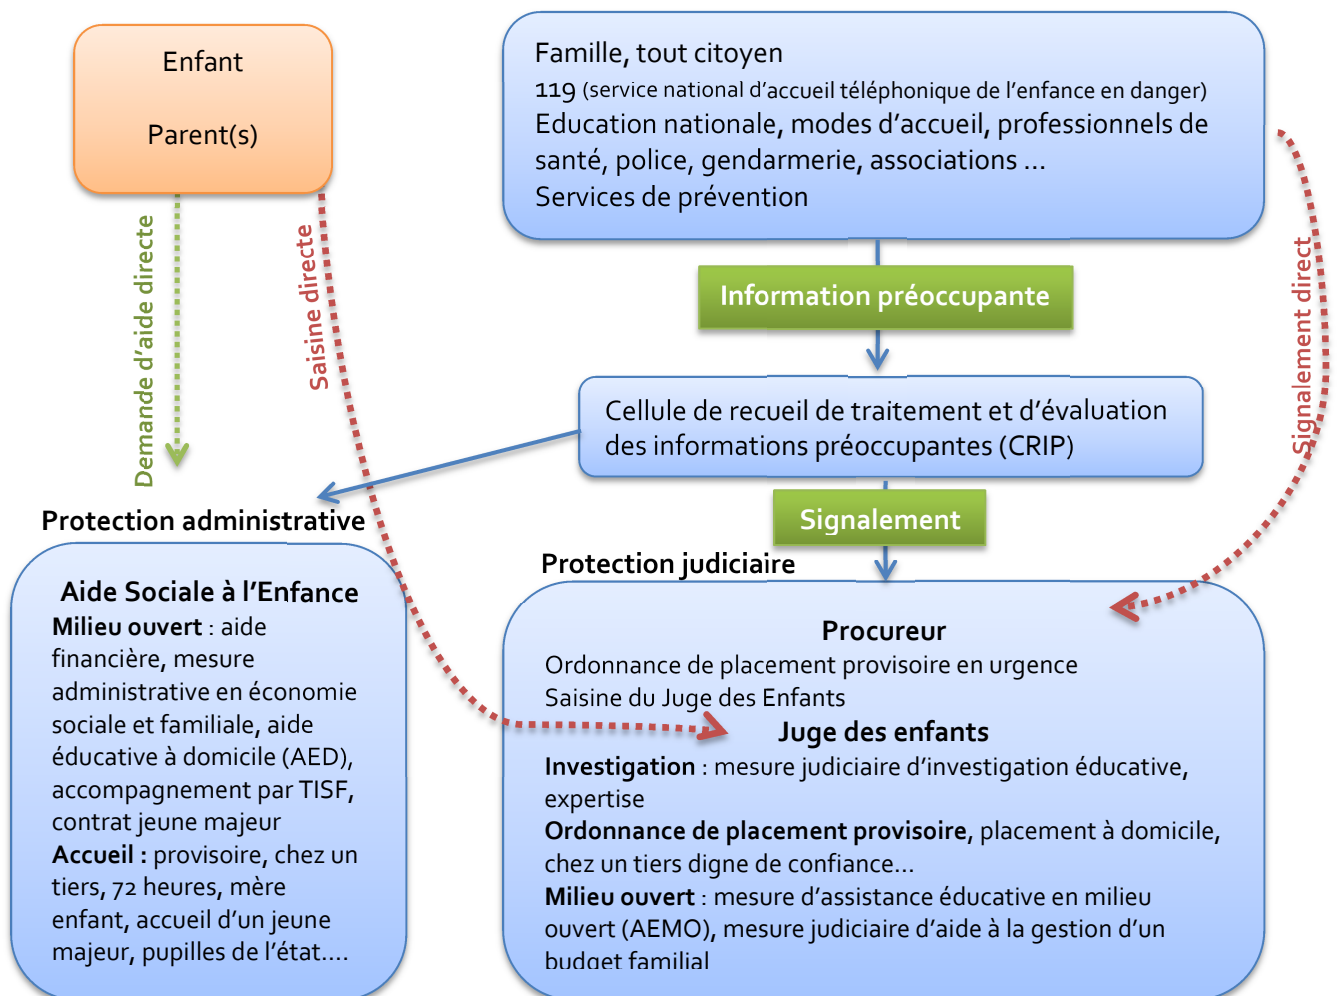 Enfant
Parent(s)
Famille, tout citoyen
119 (service national d'accueil téléphonique de l'enfance en danger)
Education nationale, modes d'accueil, professionnels de
santé, police, gendarmerie, associations ...
Services de prévention
Demande d'aide directe
Saisine directe
Signalement direct
Information préoccupante
Cellule de recueil de traitement et d'évaluation
des informations préoccupantes (CRIP)
Signalement
Protection administrative
Aide Sociale à l'Enfance
Milieu ouvert : aide
financière, mesure
administrative en économie
sociale et familiale, aide
éducative à domicile (AED),
accompagnement par TISF,
contrat jeune majeur
Accueil : provisoire, chez un
tiers, 72 heures, mère
enfant, accueil d'un jeune
majeur, pupilles de l'état....
Protection judiciaire
Procureur
Ordonnance de placement provisoire en urgence
Saisine du Juge des Enfants
Juge des enfants
Investigation : mesure judiciaire d'investigation éducative,
expertise
Ordonnance de placement provisoire, placement à domicile,
chez un tiers digne de confiance...
Milieu ouvert : mesure d'assistance éducative en milieu
ouvert (AEMO), mesure judiciaire d'aide à la gestion d'un
budget familial